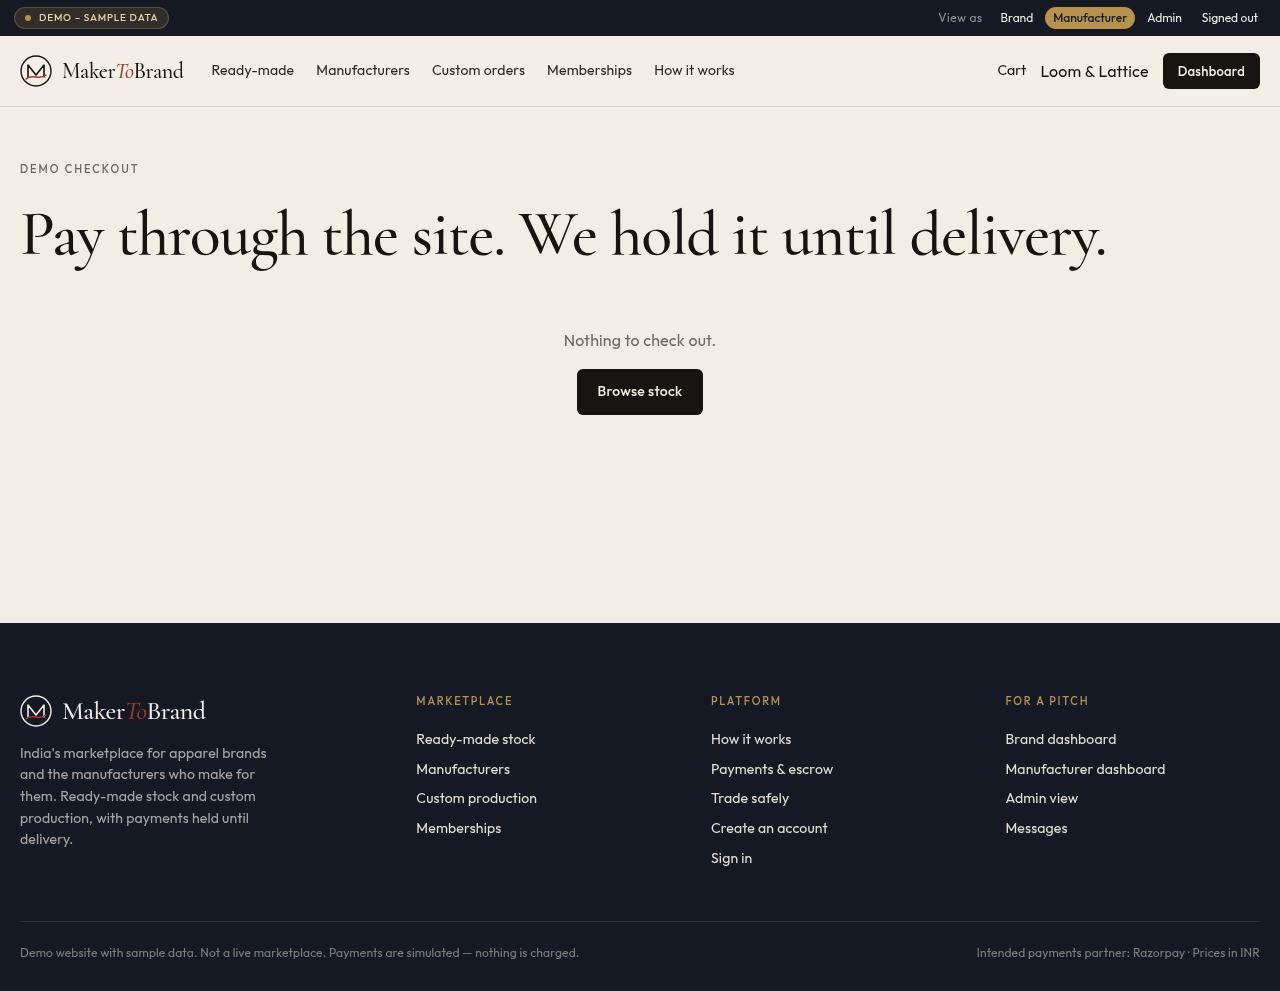 DEMO – SAMPLE DATA
View as Brand Manufacturer Admin Signed out
MakerToBrand Ready-made Manufacturers Custom orders Memberships How it works Cart Loom & Lattice Dashboard
DEMO CHECKOUT
Pay through the site. We hold it until delivery.
Nothing to check out.
Browse stock
MakerToBrand
India's marketplace for apparel brands
and the manufacturers who make for
them. Ready-made stock and custom
production, with payments held until
delivery.
MARKETPLACE
Ready-made stock
Manufacturers
Custom production
Memberships
PLATFORM
How it works
Payments & escrow
Trade safely
Create an account
Sign in
FOR A PITCH
Brand dashboard
Manufacturer dashboard
Admin view
Messages
Demo website with sample data. Not a live marketplace. Payments are simulated — nothing is charged.
Intended payments partner: Razorpay · Prices in INR